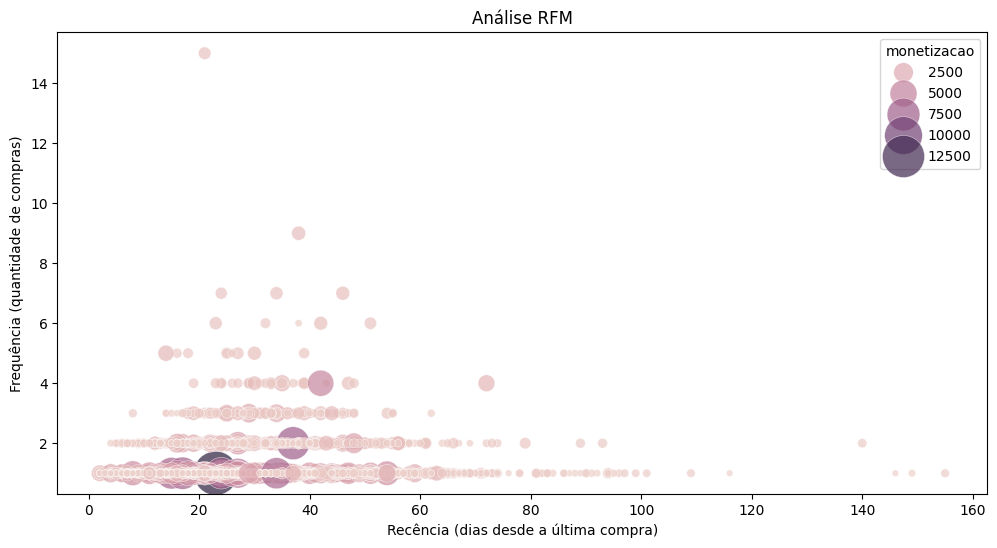 Análise RFM
monetizacao
2500
5000
7500
10000
12500
Frequência (quantidade de compras)
14
12
10
8
6
4
2
0 20 40 60 80 100 120 140 160
Recência (dias desde a última compra)